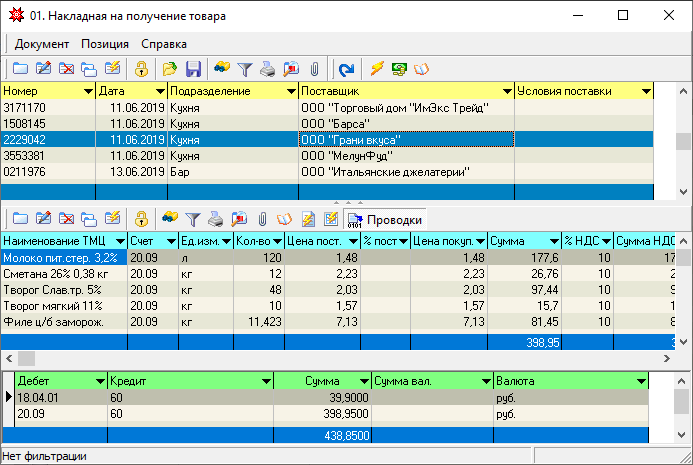 01. Накладная на получение товара
Документ Позиция Справка
Номер Дата Подразделение Поставщик Условия поставки
3171170 11.06.2019 Кухня ООО "Торговый дом "ИмЭкс Трейд"
1508145 11.06.2019 Кухня ООО "Барса"
2229042 11.06.2019 Кухня ООО "Грани вкуса"
3553381 11.06.2019 Кухня ООО "МелунФуд"
0211976 13.06.2019 Бар ООО "Итальянские джелатерии"
0101 Проводки
Наименование ТМЦ Счет Ед.изм. Кол-во Цена пост. % пост Цена покуп. Сумма % НДС Сумма НДС
Молоко пит.стер. 3,2% 20.09 л 120 1,48 1,48 177,6 10 17
Сметана 26% 0,38 кг 20.09 кг 12 2,23 2,23 26,76 10 2
Творог Слав.тр. 5% 20.09 кг 48 2,03 2,03 97,44 10 9
Творог мягкий 11% 20.09 кг 10 1,57 1,57 15,7 10 1
Филе ц/б заморож. 20.09 кг 11,423 7,13 7,13 81,45 10 8
398,95
Дебет Кредит Сумма Сумма вал. Валюта
18.04.01 60 39,9000 руб.
20.09 60 398,9500 руб.
438,8500
Нет фильтрации